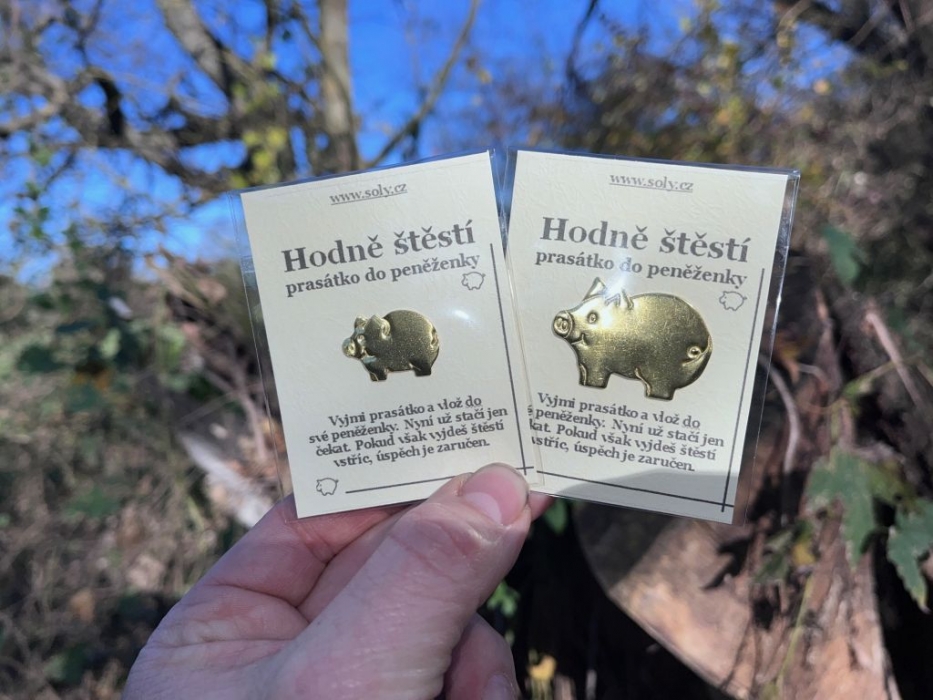 www.soly.cz
Hodně štěstí
prasátko do peněženky
Vyjmi prasátko a vlož do
své peněženky. Nyní už stačí jen
čekat. Pokud však vyjdeš štěstí
vstříc, úspěch je zaručen.
www.soly.cz
Hodně štěstí
prasátko do peněženky
Vyjmi prasátko a vlož do
peněženky. Nyní už stačí jen
kat. Pokud však vyjdeš štěstí
vstříc, úspěch je zaručen.